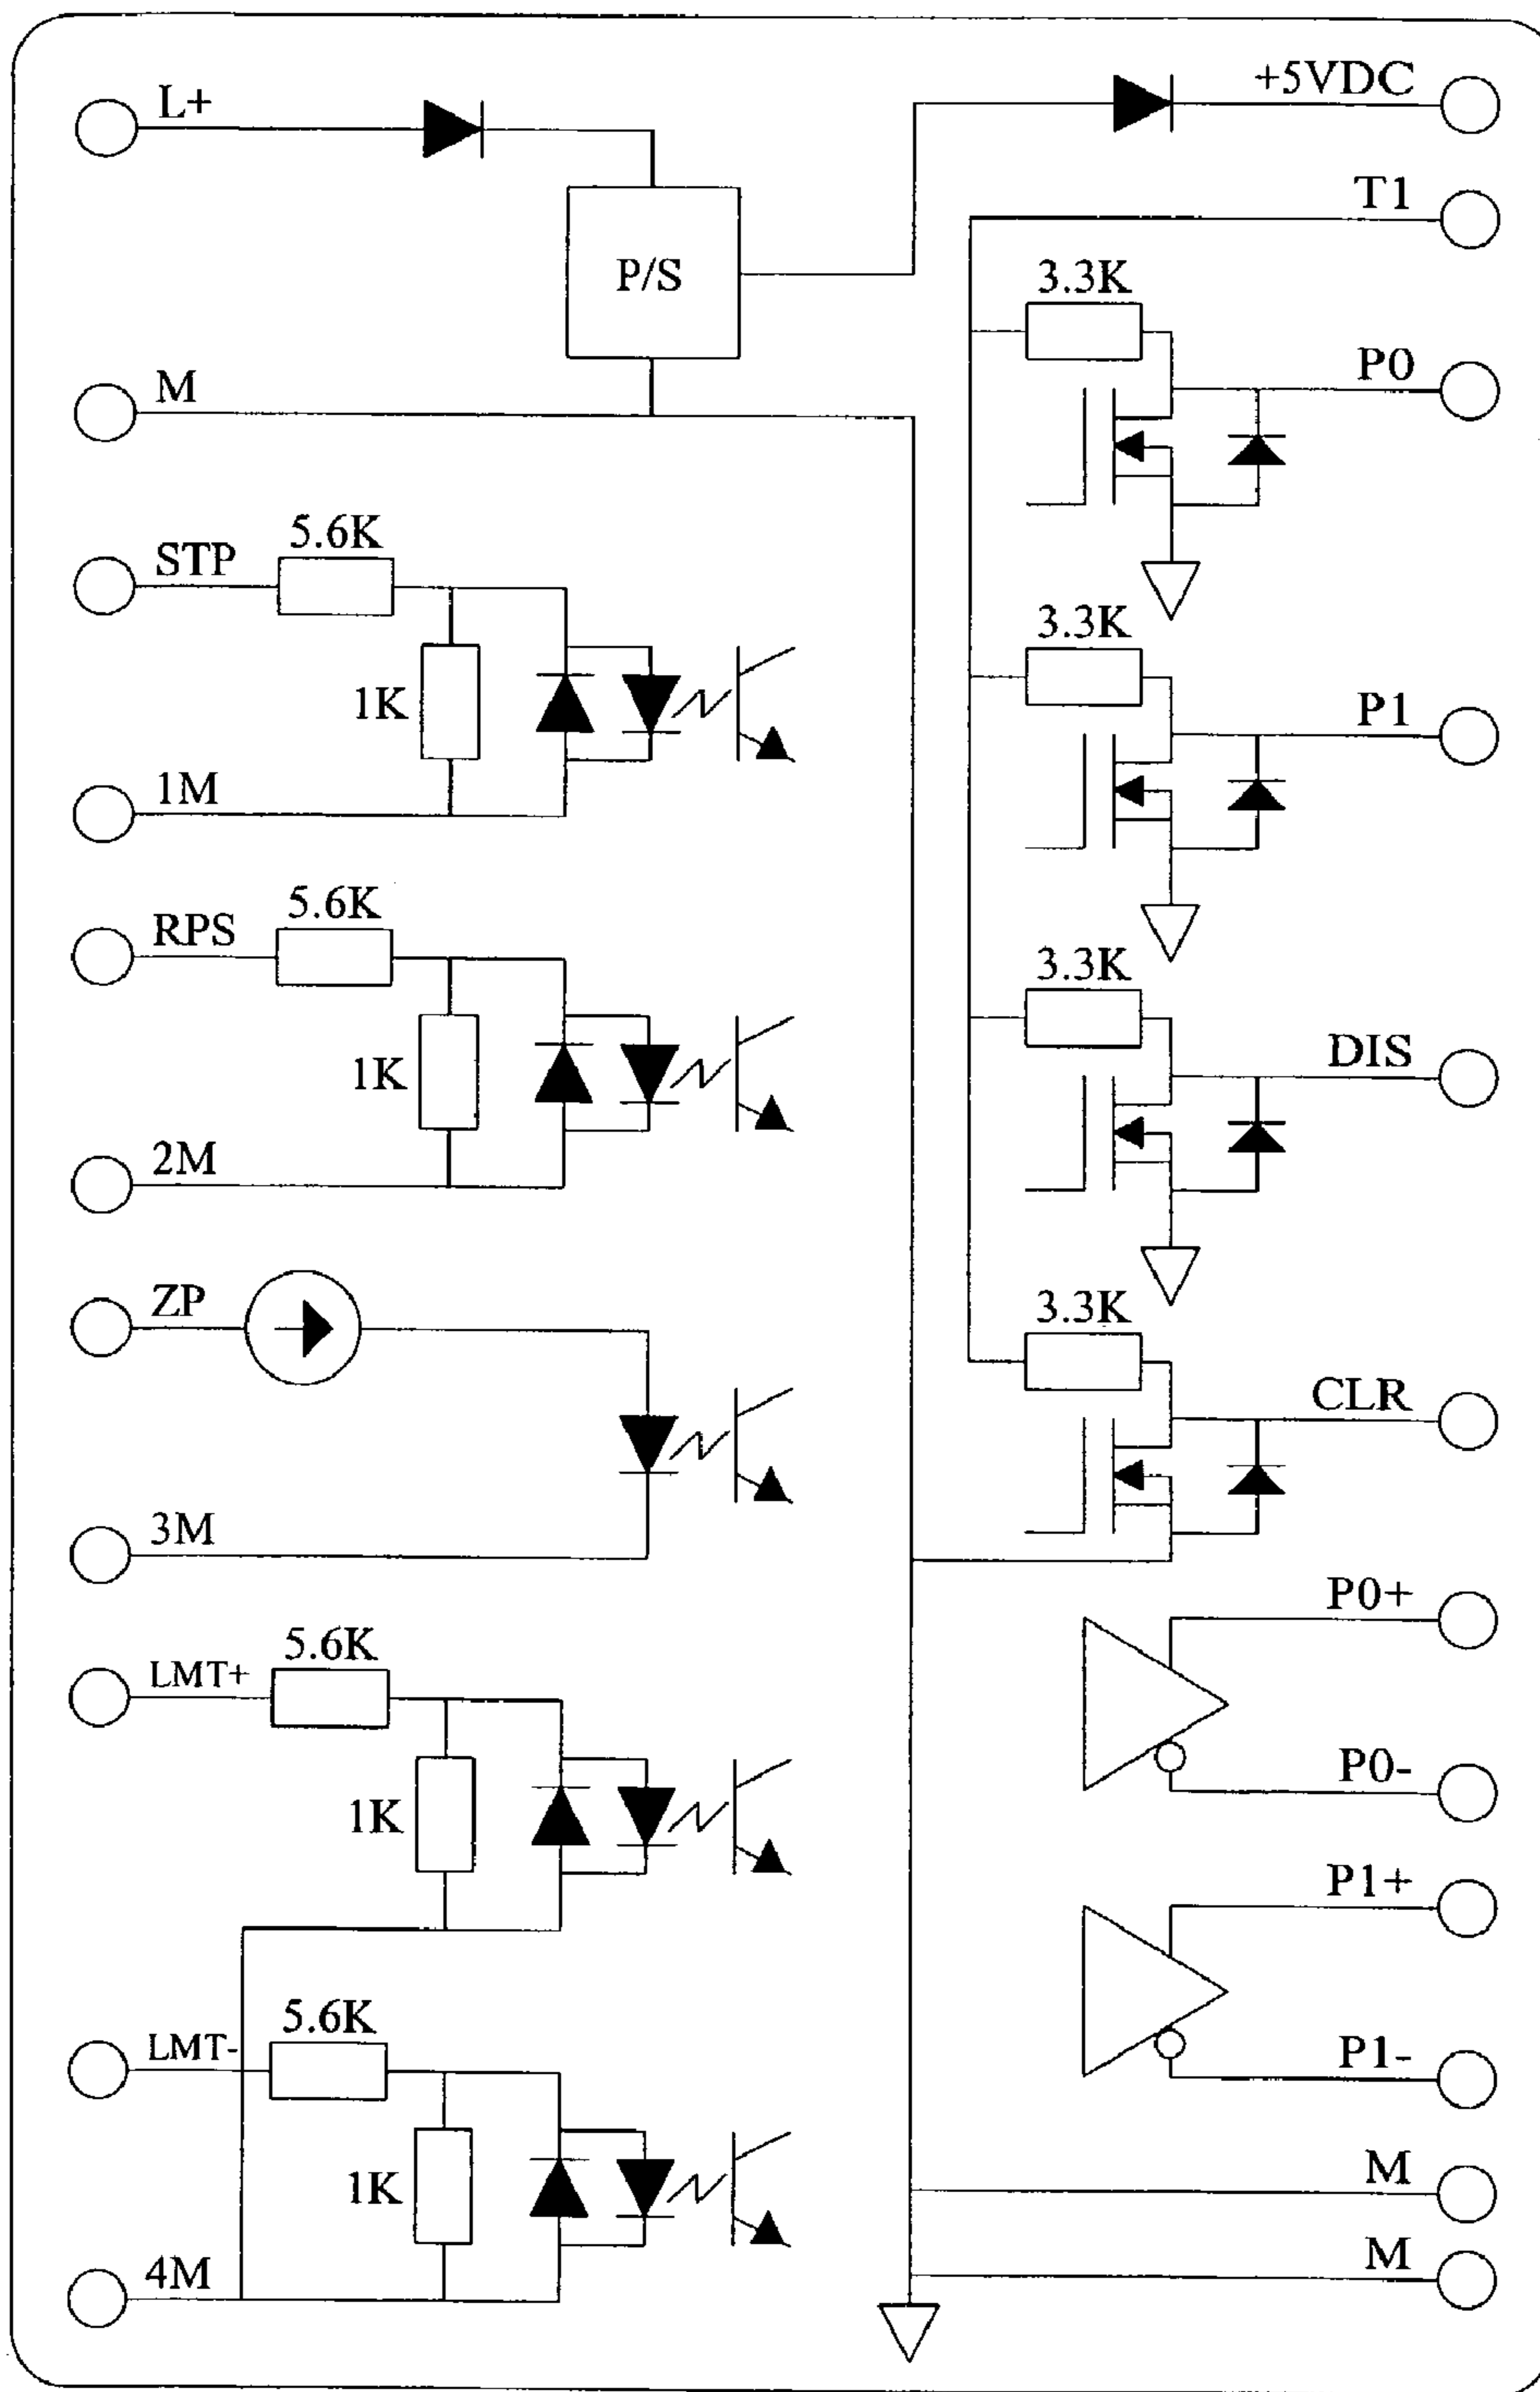 L+
+5VDC
T1
P/S
3.3K
M
P0
STP
5.6K
1K
1M
3.3K
P1
RPS
5.6K
1K
2M
3.3K
DIS
ZP
3M
3.3K
CLR
LMT+
5.6K
1K
P0+
P0-
LMT-
5.6K
1K
4M
P1+
P1-
M
M